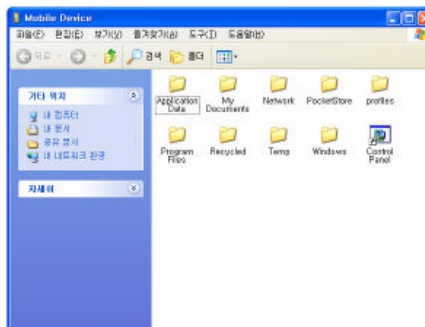 Mobile Device
파일(F) 편집(E) 보기(V) 즐겨찾기(A) 도구(T) 도움말(H)
뒤로 검색 폴더
기타 위치
내 컴퓨터
내 문서
공유 문서
내 네트워크 환경
자세히
Application Data
My Documents
Network
PocketStore
profiles
Program Files
Recycled
Temp
Windows
Control Panel